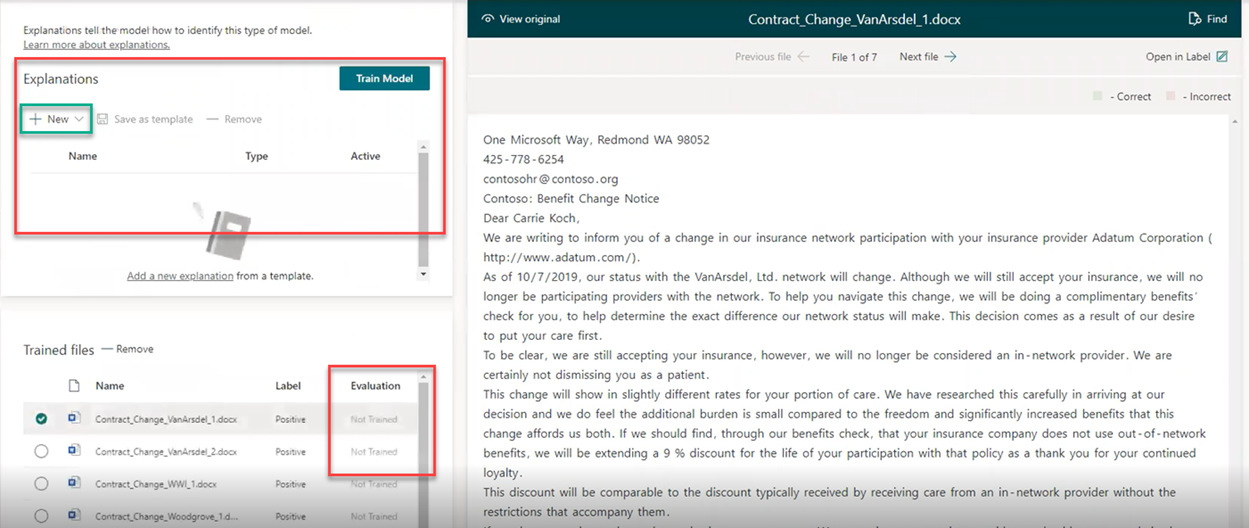 Explanations tell the model how to identify this type of model.
Learn more about explanations.
Explanations
Train Model
+ New
Save as template
Remove
Name Type Active
Add a new explanation from a template.
Trained files
Remove
Name Label Evaluation
Contract_Change_VanArsdel_1.docx Positive Not Trained
Contract_Change_VanArsdel_2.docx Positive Not Trained
Contract_Change_WWI_1.docx Positive Not Trained
Contract_Change_Woodgrove_1.d... Positive Not Trained
View original
Contract_Change_VanArsdel_1.docx
Find
Previous file File 1 of 7 Next file
Open in Label
- Correct - Incorrect
One Microsoft Way, Redmond WA 98052
425-778-6254
contosohr@contoso.org
Contoso: Benefit Change Notice
Dear Carrie Koch,
We are writing to inform you of a change in our insurance network participation with your insurance provider Adatum Corporation (
http://www.adatum.com/).
As of 10/7/2019, our status with the VanArsdel, Ltd. network will change. Although we will still accept your insurance, we will no
longer be participating providers with the network. To help you navigate this change, we will be doing a complimentary benefits'
check for you, to help determine the exact difference our network status will make. This decision comes as a result of our desire
to put your care first.
To be clear, we are still accepting your insurance, however, we will no longer be considered an in-network provider. We are
certainly not dismissing you as a patient.
This change will show in slightly different rates for your portion of care. We have researched this carefully in arriving at our
decision and we do feel the additional burden is small compared to the freedom and significantly increased benefits that this
change affords us both. If we should find, through our benefits check, that your insurance company does not use out-of-network
benefits, we will be extending a 9 % discount for the life of your participation with that policy as a thank you for your continued
loyalty.
This discount will be comparable to the discount typically received by receiving care from an in-network provider without the
restrictions that accompany them.